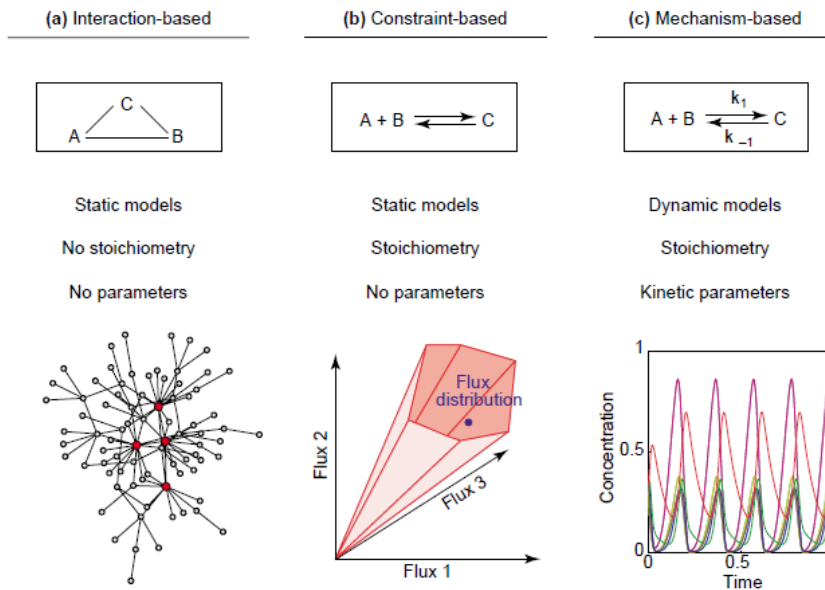 (a) Interaction-based
C
A B
Static models
No stoichiometry
No parameters
(b) Constraint-based
A + B C
Static models
Stoichiometry
No parameters
Flux 2
Flux
distribution
Flux 3
Flux 1
(c) Mechanism-based
k1
A + B C
k–1
Dynamic models
Stoichiometry
Kinetic parameters
1
0.5
0
Concentration
0 0.5
Time